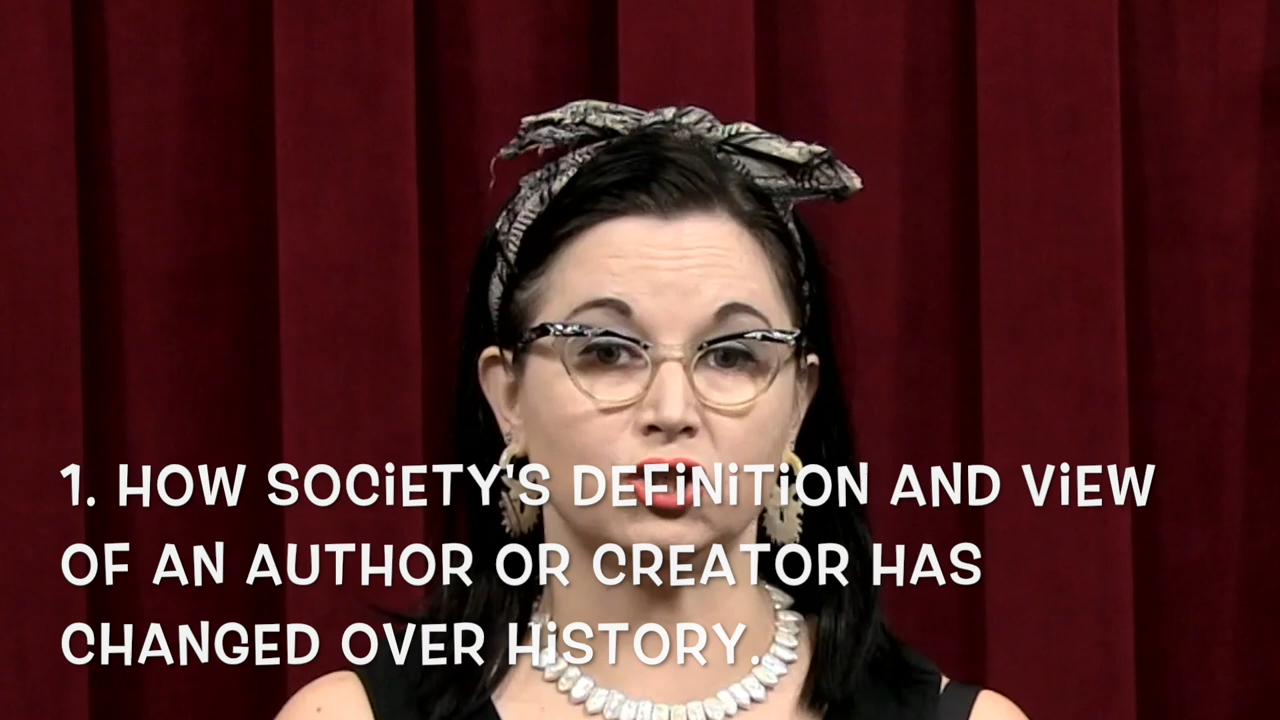 1. HOW SOCiETY'S DEFiNiTiON AND ViEW
OF AN AUTHOR OR CREATOR HAS
CHANGED OVER HiSTORY.